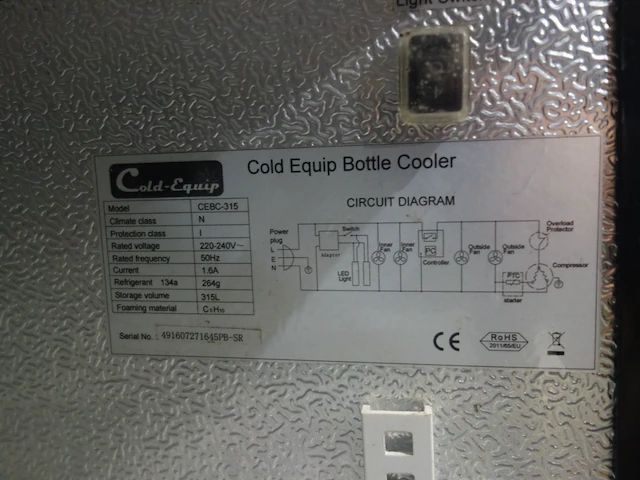 Light Switch
Cold-Equip
Cold Equip Bottle Cooler
Model CEBC-315
Climate class N
Protection class I
Rated voltage 220-240V~
Rated frequency 50Hz
Current 1.6A
Refrigerant 134a 264g
Storage volume 315L
Foaming material C₅H₁₀
Serial No.: 491607271645PB-SR
CIRCUIT DIAGRAM
Power
plug
L
E
N
Adaptor
Switch
LED
Light
Inner
Fan
Inner
Fan
PC
Controller
Outside
Fan
Outside
Fan
Overload
Protector
Compressor
PTC
starter
CE
RoHS
2011/65/EU